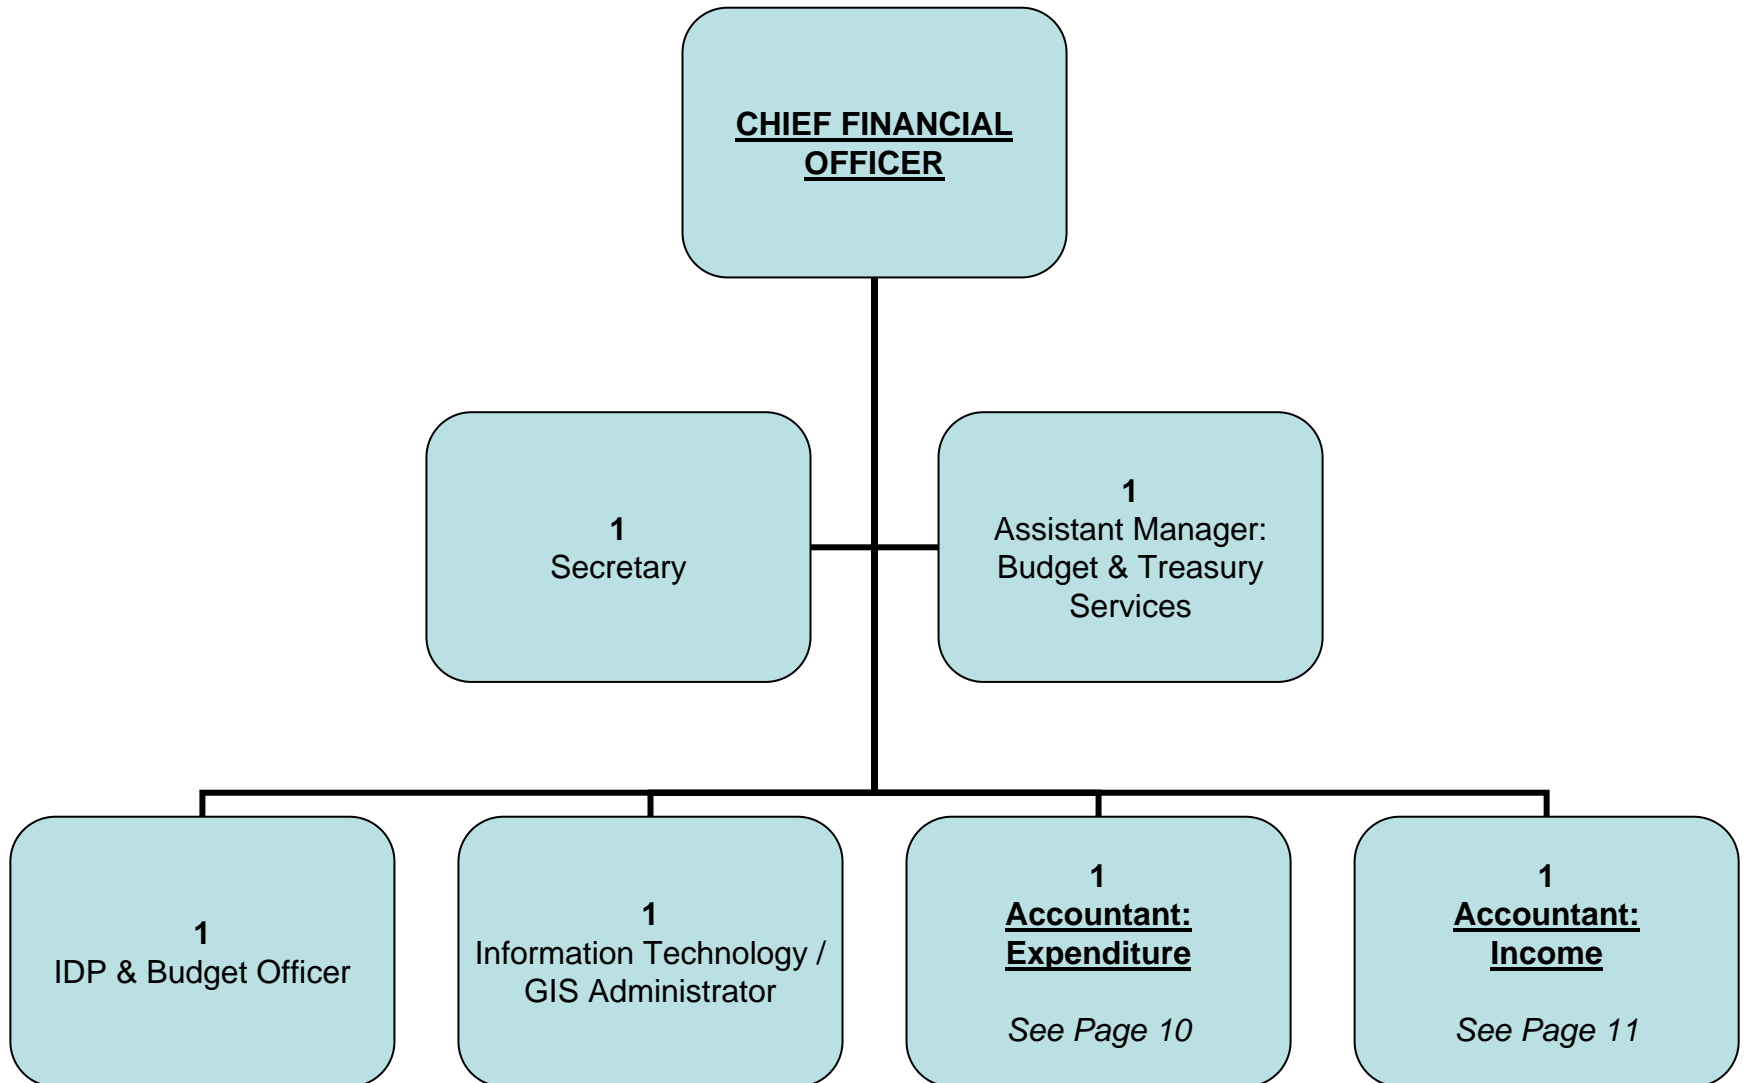 CHIEF FINANCIAL
OFFICER
1
Secretary
1
Assistant Manager:
Budget & Treasury
Services
1
IDP & Budget Officer
1
Information Technology /
GIS Administrator
1
Accountant:
Expenditure
See Page 10
1
Accountant:
Income
See Page 11